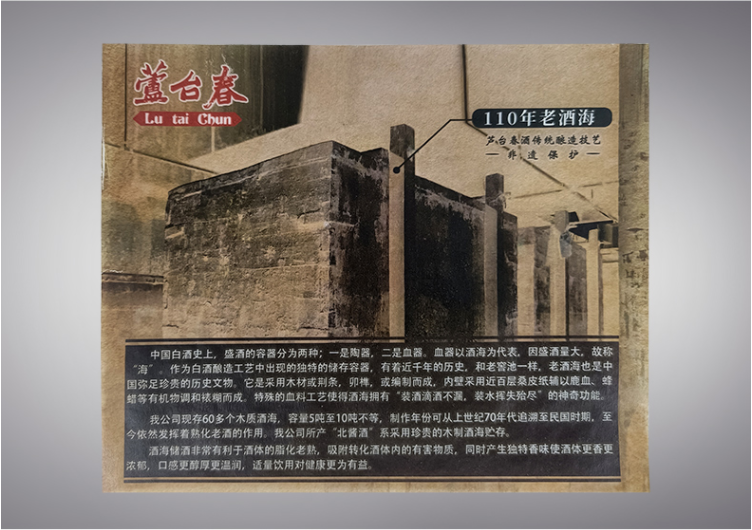 蘆台春
Lu tai Chun
110年老酒海
芦台春酒传统酿造技艺
—非遗保护—
中国白酒史上，盛酒的容器分为两种；一是陶器，二是血器。血器以酒海为代表，因盛酒量大，故称
“海”。作为白酒酿造工艺中出现的独特的储存容器，有着近千年的历史，和老窖池一样。老酒海也是中
国弥足珍贵的历史文物。它是采用木材或荆条，卯榫，或编制而成，内壁采用近百层桑皮纸辅以鹿血、蜂
蜡等有机物调和裱糊而成。特殊的血料工艺使得酒海拥有“装酒滴酒不漏，装水挥失殆尽”的神奇功能。
我公司现存60多个木质酒海，容量5吨至10吨不等，制作年份可从上世纪70年代追溯至民国时期，至
今依然发挥着熟化老酒的作用。我公司所产“北酱酒”系采用珍贵的木制酒海贮存。
酒海储酒非常有利于酒体的脂化老熟，吸附转化酒体内的有害物质，同时产生独特香味使酒体更香更
浓郁，口感更醇厚更温润，适量饮用对健康更为有益。